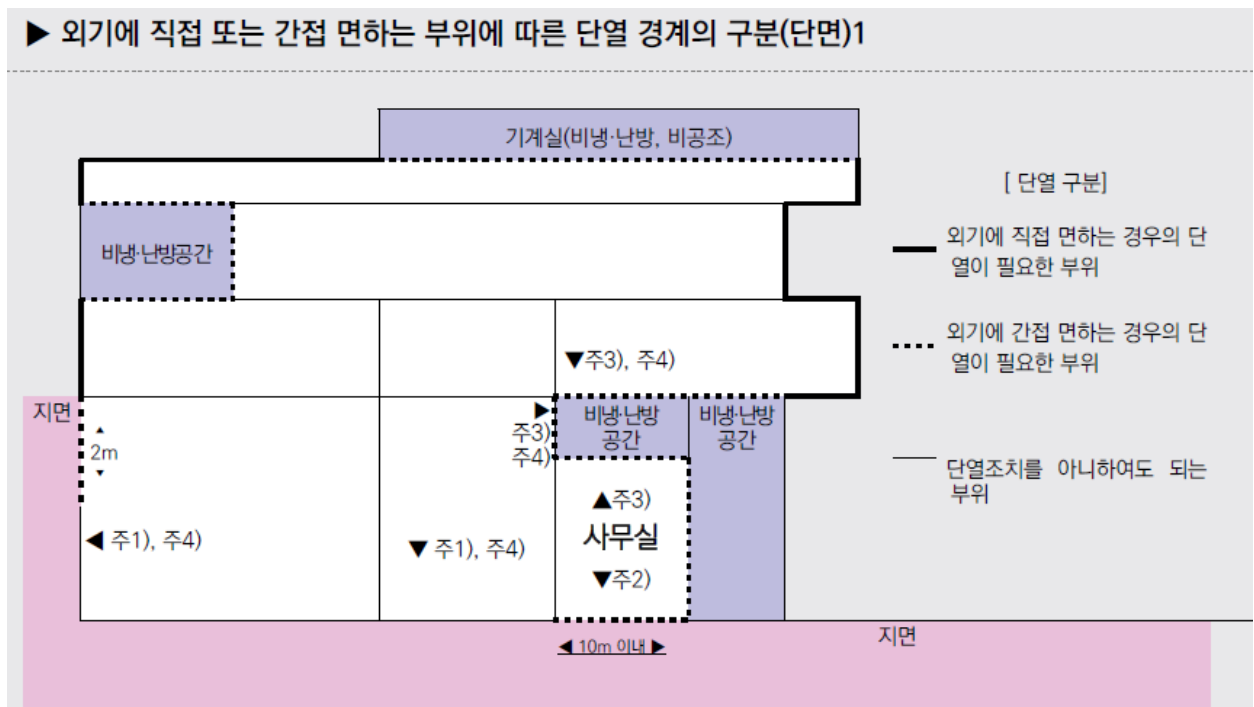 ▶ 외기에 직접 또는 간접 면하는 부위에 따른 단열 경계의 구분(단면)1
기계실(비냉·난방, 비공조)
[ 단열 구분]
비냉·난방공간
외기에 직접 면하는 경우의 단
열이 필요한 부위
외기에 간접 면하는 경우의 단
열이 필요한 부위
▼주3), 주4)
지면
2m
▶
주3)
주4)
비냉·난방
공간
비냉·난방
공간
단열조치를 아니하여도 되는
부위
▲주3)
사무실
▼주2)
◀ 주1), 주4)
▼ 주1), 주4)
◀ 10m 이내 ▶
지면